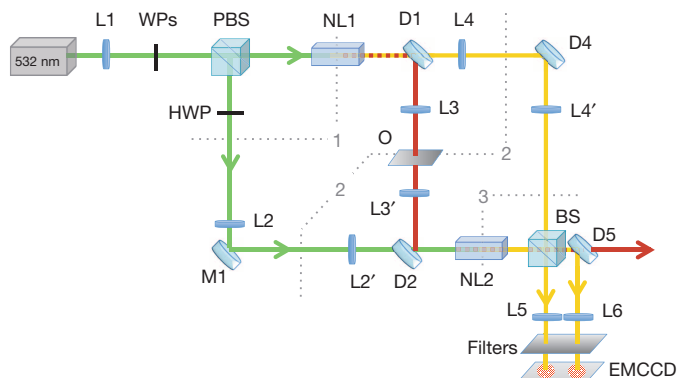 L1
WPs
PBS
NL1
D1
L4
D4
532 nm
HWP
L3
L4′
1
O
2
2
L3′
3
L2
BS
D5
M1
L2′
D2
NL2
L5
L6
Filters
EMCCD